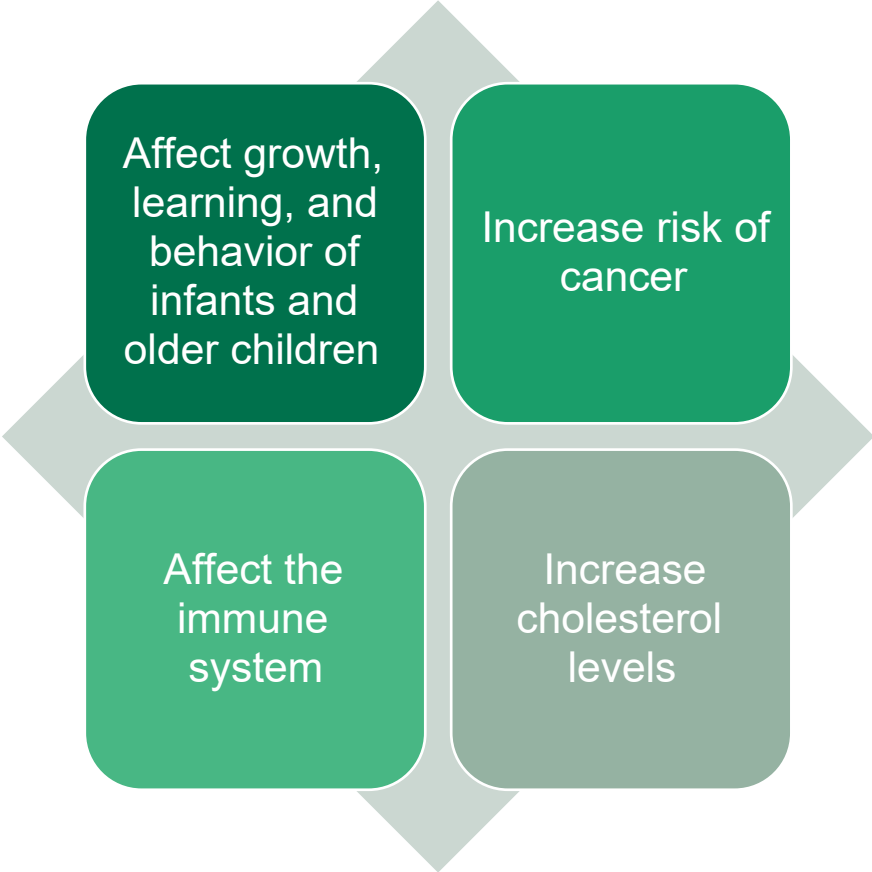 Affect growth,
learning, and
behavior of
infants and
older children
Increase risk of
cancer
Affect the
immune
system
Increase
cholesterol
levels